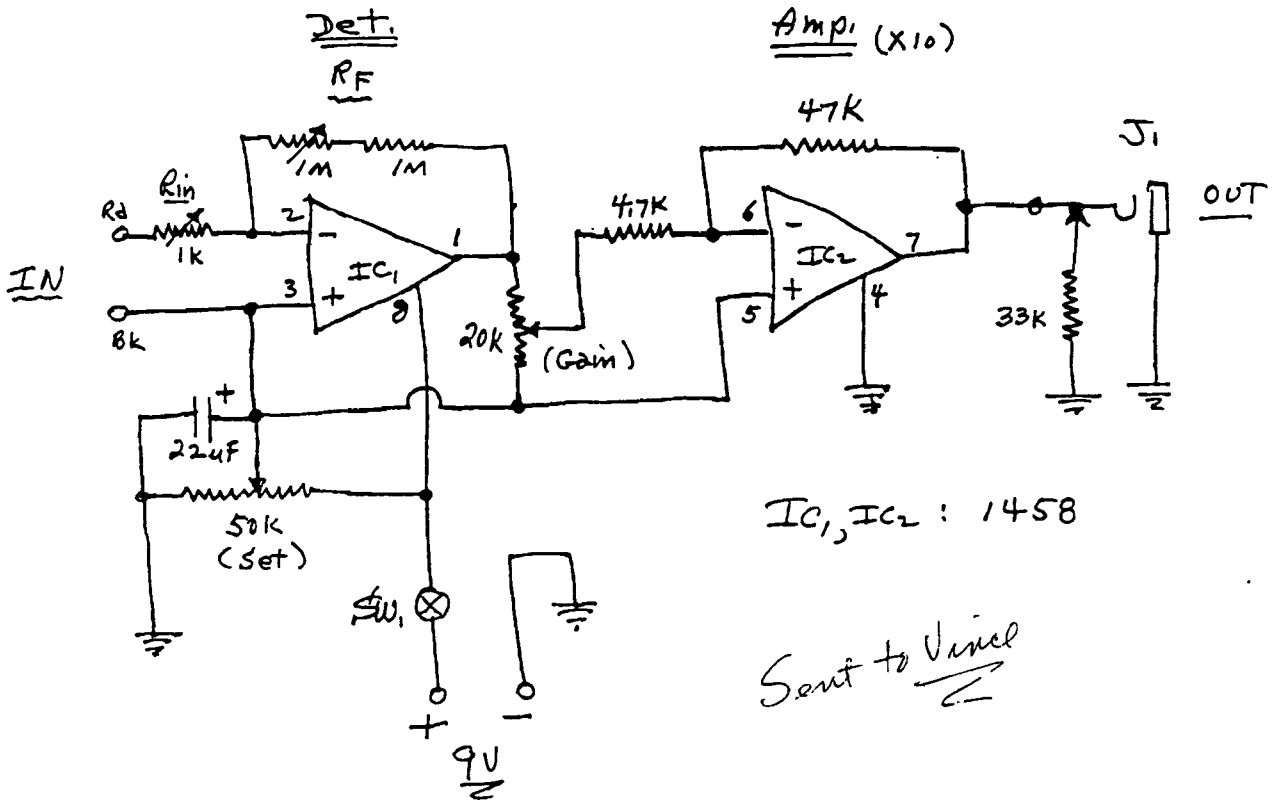 Det.
RF
Amp. (X10)
47K
J1
1M
1M
Rin
Rd
1K
2
-
1
4.7K
6
-
7
OUT
IN
IC1
IC2
3
+
8
+
5
4
Bk
20K
(Gain)
33K
+
22uF
50K
(Set)
IC1, IC2 : 1458
SW1
Sent to Vince
+
-
9V